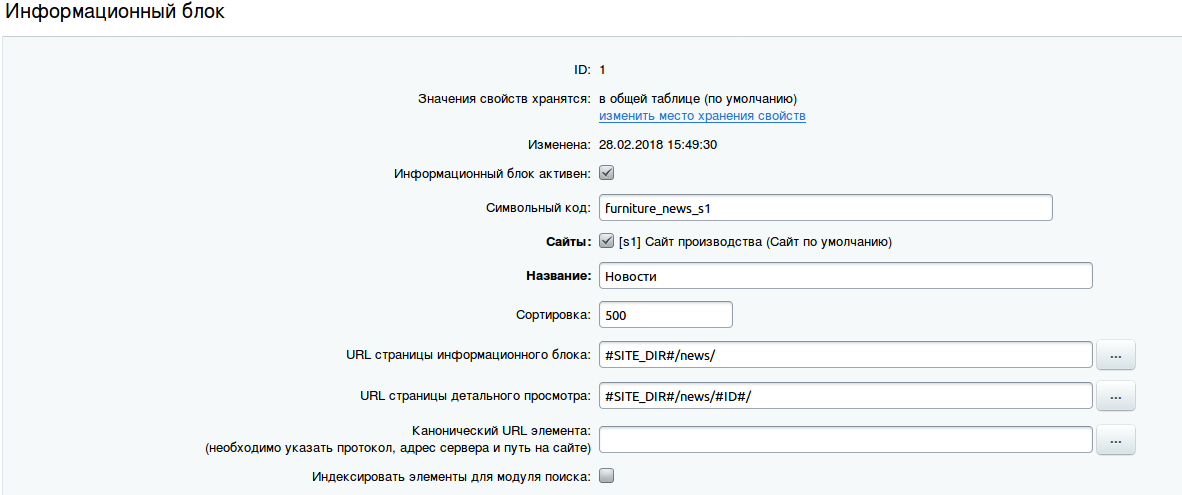 Информационный блок
ID: 1
Значения свойств хранятся: в общей таблице (по умолчанию)
изменить место хранения свойств
Изменена: 28.02.2018 15:49:30
Информационный блок активен:
Символьный код: furniture_news_s1
Сайты: [s1] Сайт производства (Сайт по умолчанию)
Название: Новости
Сортировка: 500
URL страницы информационного блока: #SITE_DIR#/news/ ...
URL страницы детального просмотра: #SITE_DIR#/news/#ID#/ ...
Канонический URL элемента:
(необходимо указать протокол, адрес сервера и путь на сайте) ...
Индексировать элементы для модуля поиска: